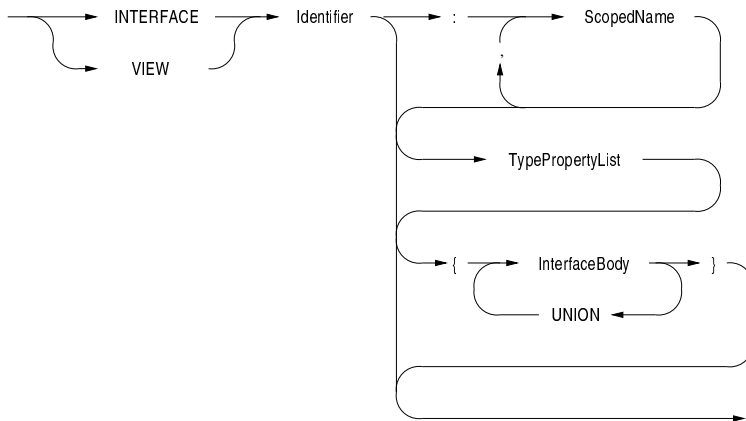 INTERFACE Identifier : ScopedName
VIEW ,
TypePropertyList
{ InterfaceBody }
UNION